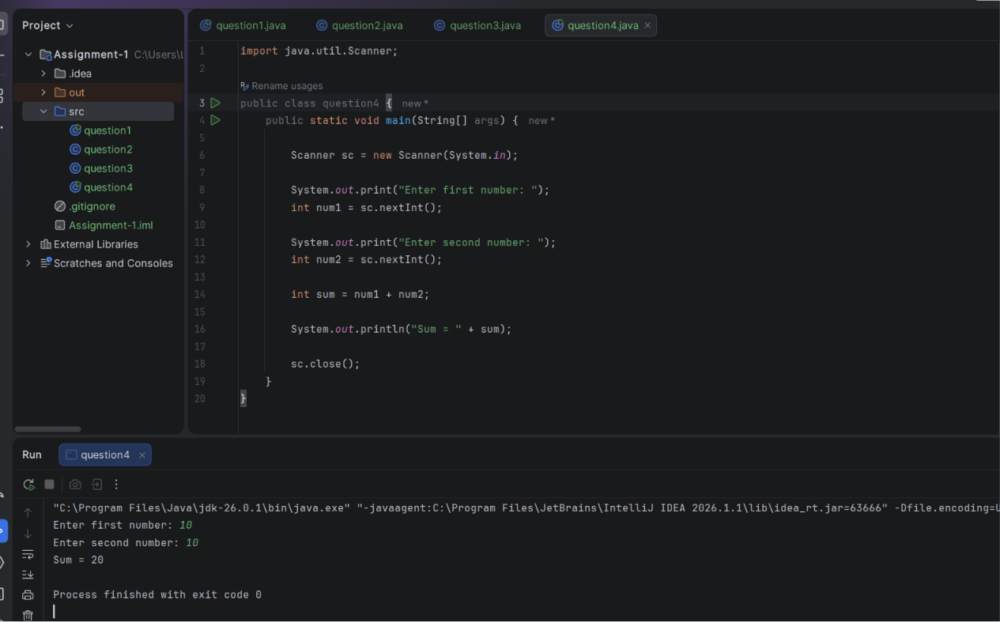 Project
Assignment-1 C:\Users\L
.idea
out
src
question1
question2
question3
question4
.gitignore
Assignment-1.iml
External Libraries
Scratches and Consoles
question1.java question2.java question3.java question4.java
1 import java.util.Scanner;
2
Rename usages
3 public class question4 { new *
4 public static void main(String[] args) { new *
5
6 Scanner sc = new Scanner(System.in);
7
8 System.out.print("Enter first number: ");
9 int num1 = sc.nextInt();
10
11 System.out.print("Enter second number: ");
12 int num2 = sc.nextInt();
13
14 int sum = num1 + num2;
15
16 System.out.println("Sum = " + sum);
17
18 sc.close();
19 }
20 }
Run question4
"C:\Program Files\Java\jdk-26.0.1\bin\java.exe" "-javaagent:C:\Program Files\JetBrains\IntelliJ IDEA 2026.1.1\lib\idea_rt.jar=63666" -Dfile.encoding=U
Enter first number: 10
Enter second number: 10
Sum = 20
Process finished with exit code 0